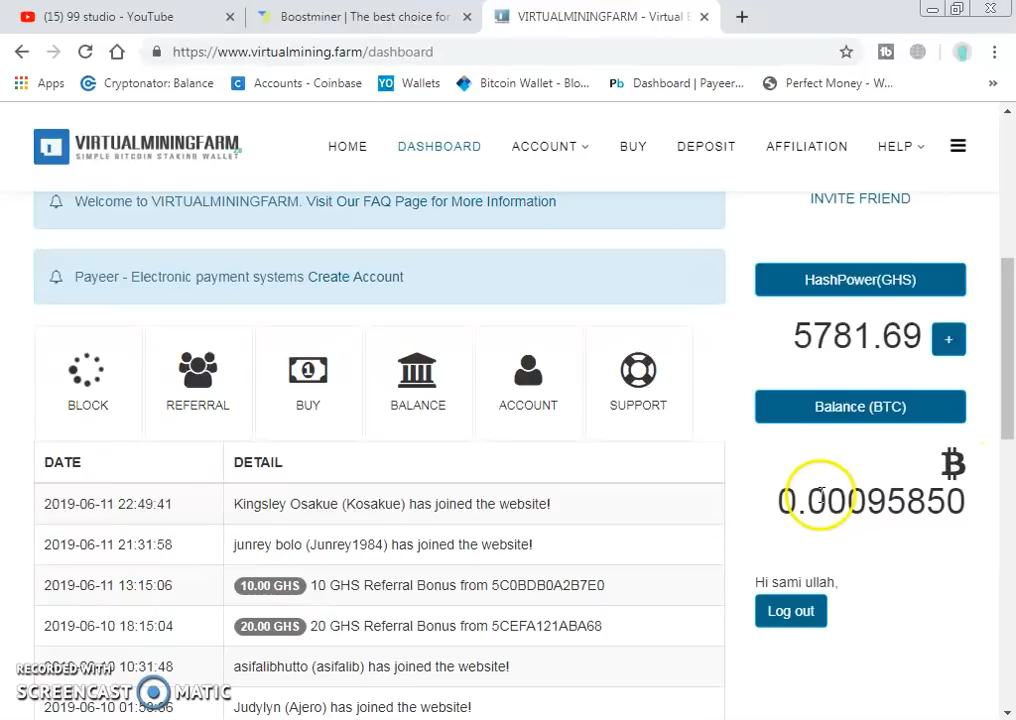 (15) 99 studio - YouTube
Boostminer | The best choice for
VIRTUALMININGFARM - Virtual
https://www.virtualmining.farm/dashboard
Apps
Cryptonator: Balance
Accounts - Coinbase
YO Wallets
Bitcoin Wallet - Blo...
Pb Dashboard | Payeer...
Perfect Money - W...
»
VIRTUALMININGFARM
SIMPLE BITCOIN STAKING WALLET
HOME
DASHBOARD
ACCOUNT
BUY
DEPOSIT
AFFILIATION
HELP
Welcome to VIRTUALMININGFARM. Visit Our FAQ Page for More Information
INVITE FRIEND
Payeer - Electronic payment systems Create Account
HashPower(GHS)
5781.69 +
Balance (BTC)
0.00095850
Hi sami ullah,
Log out
BLOCK
REFERRAL
BUY
BALANCE
ACCOUNT
SUPPORT
DATE DETAIL
2019-06-11 22:49:41 Kingsley Osakue (Kosakue) has joined the website!
2019-06-11 21:31:58 junrey bolo (Junrey1984) has joined the website!
2019-06-11 13:15:06 10.00 GHS 10 GHS Referral Bonus from 5C0BDB0A2B7E0
2019-06-10 18:15:04 20.00 GHS 20 GHS Referral Bonus from 5CEFA121ABA68
10:31:48 asifalibhutto (asifalib) has joined the website!
Judylyn (Ajero) has joined the website!
RECORDED WITH
SCREENCAST MATIC